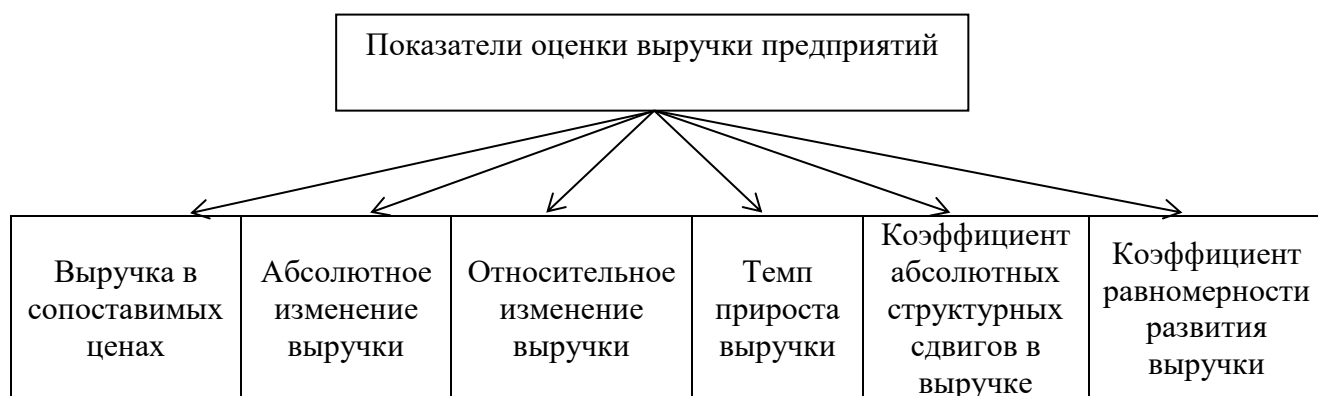 Показатели оценки выручки предприятий
Выручка в
сопоставимых
ценах
Абсолютное
изменение
выручки
Относительное
изменение
выручки
Темп
прироста
выручки
Коэффициент
абсолютных
структурных
сдвигов в
выручке
Коэффициент
равномерности
развития
выручки